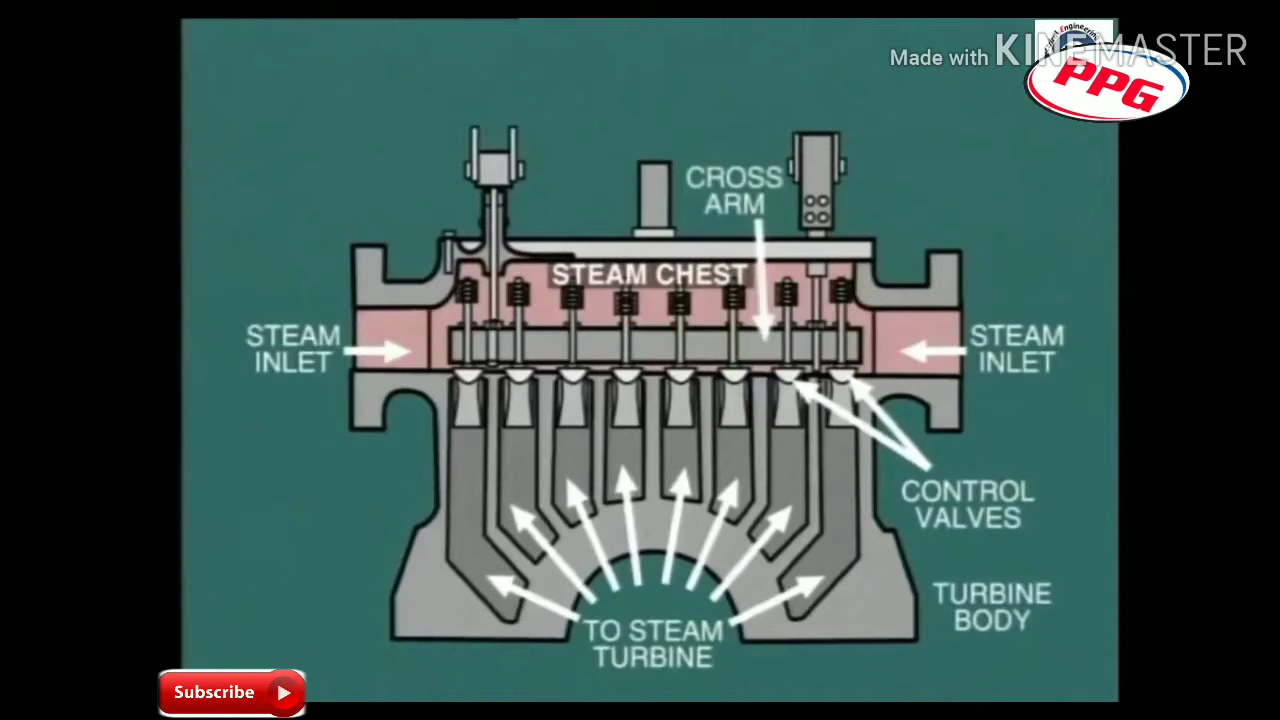 Made with KINEMASTER
Engineering
PPG
CROSS
ARM
STEAM CHEST
STEAM
INLET
STEAM
INLET
CONTROL
VALVES
TURBINE
BODY
TO STEAM
TURBINE
Subscribe